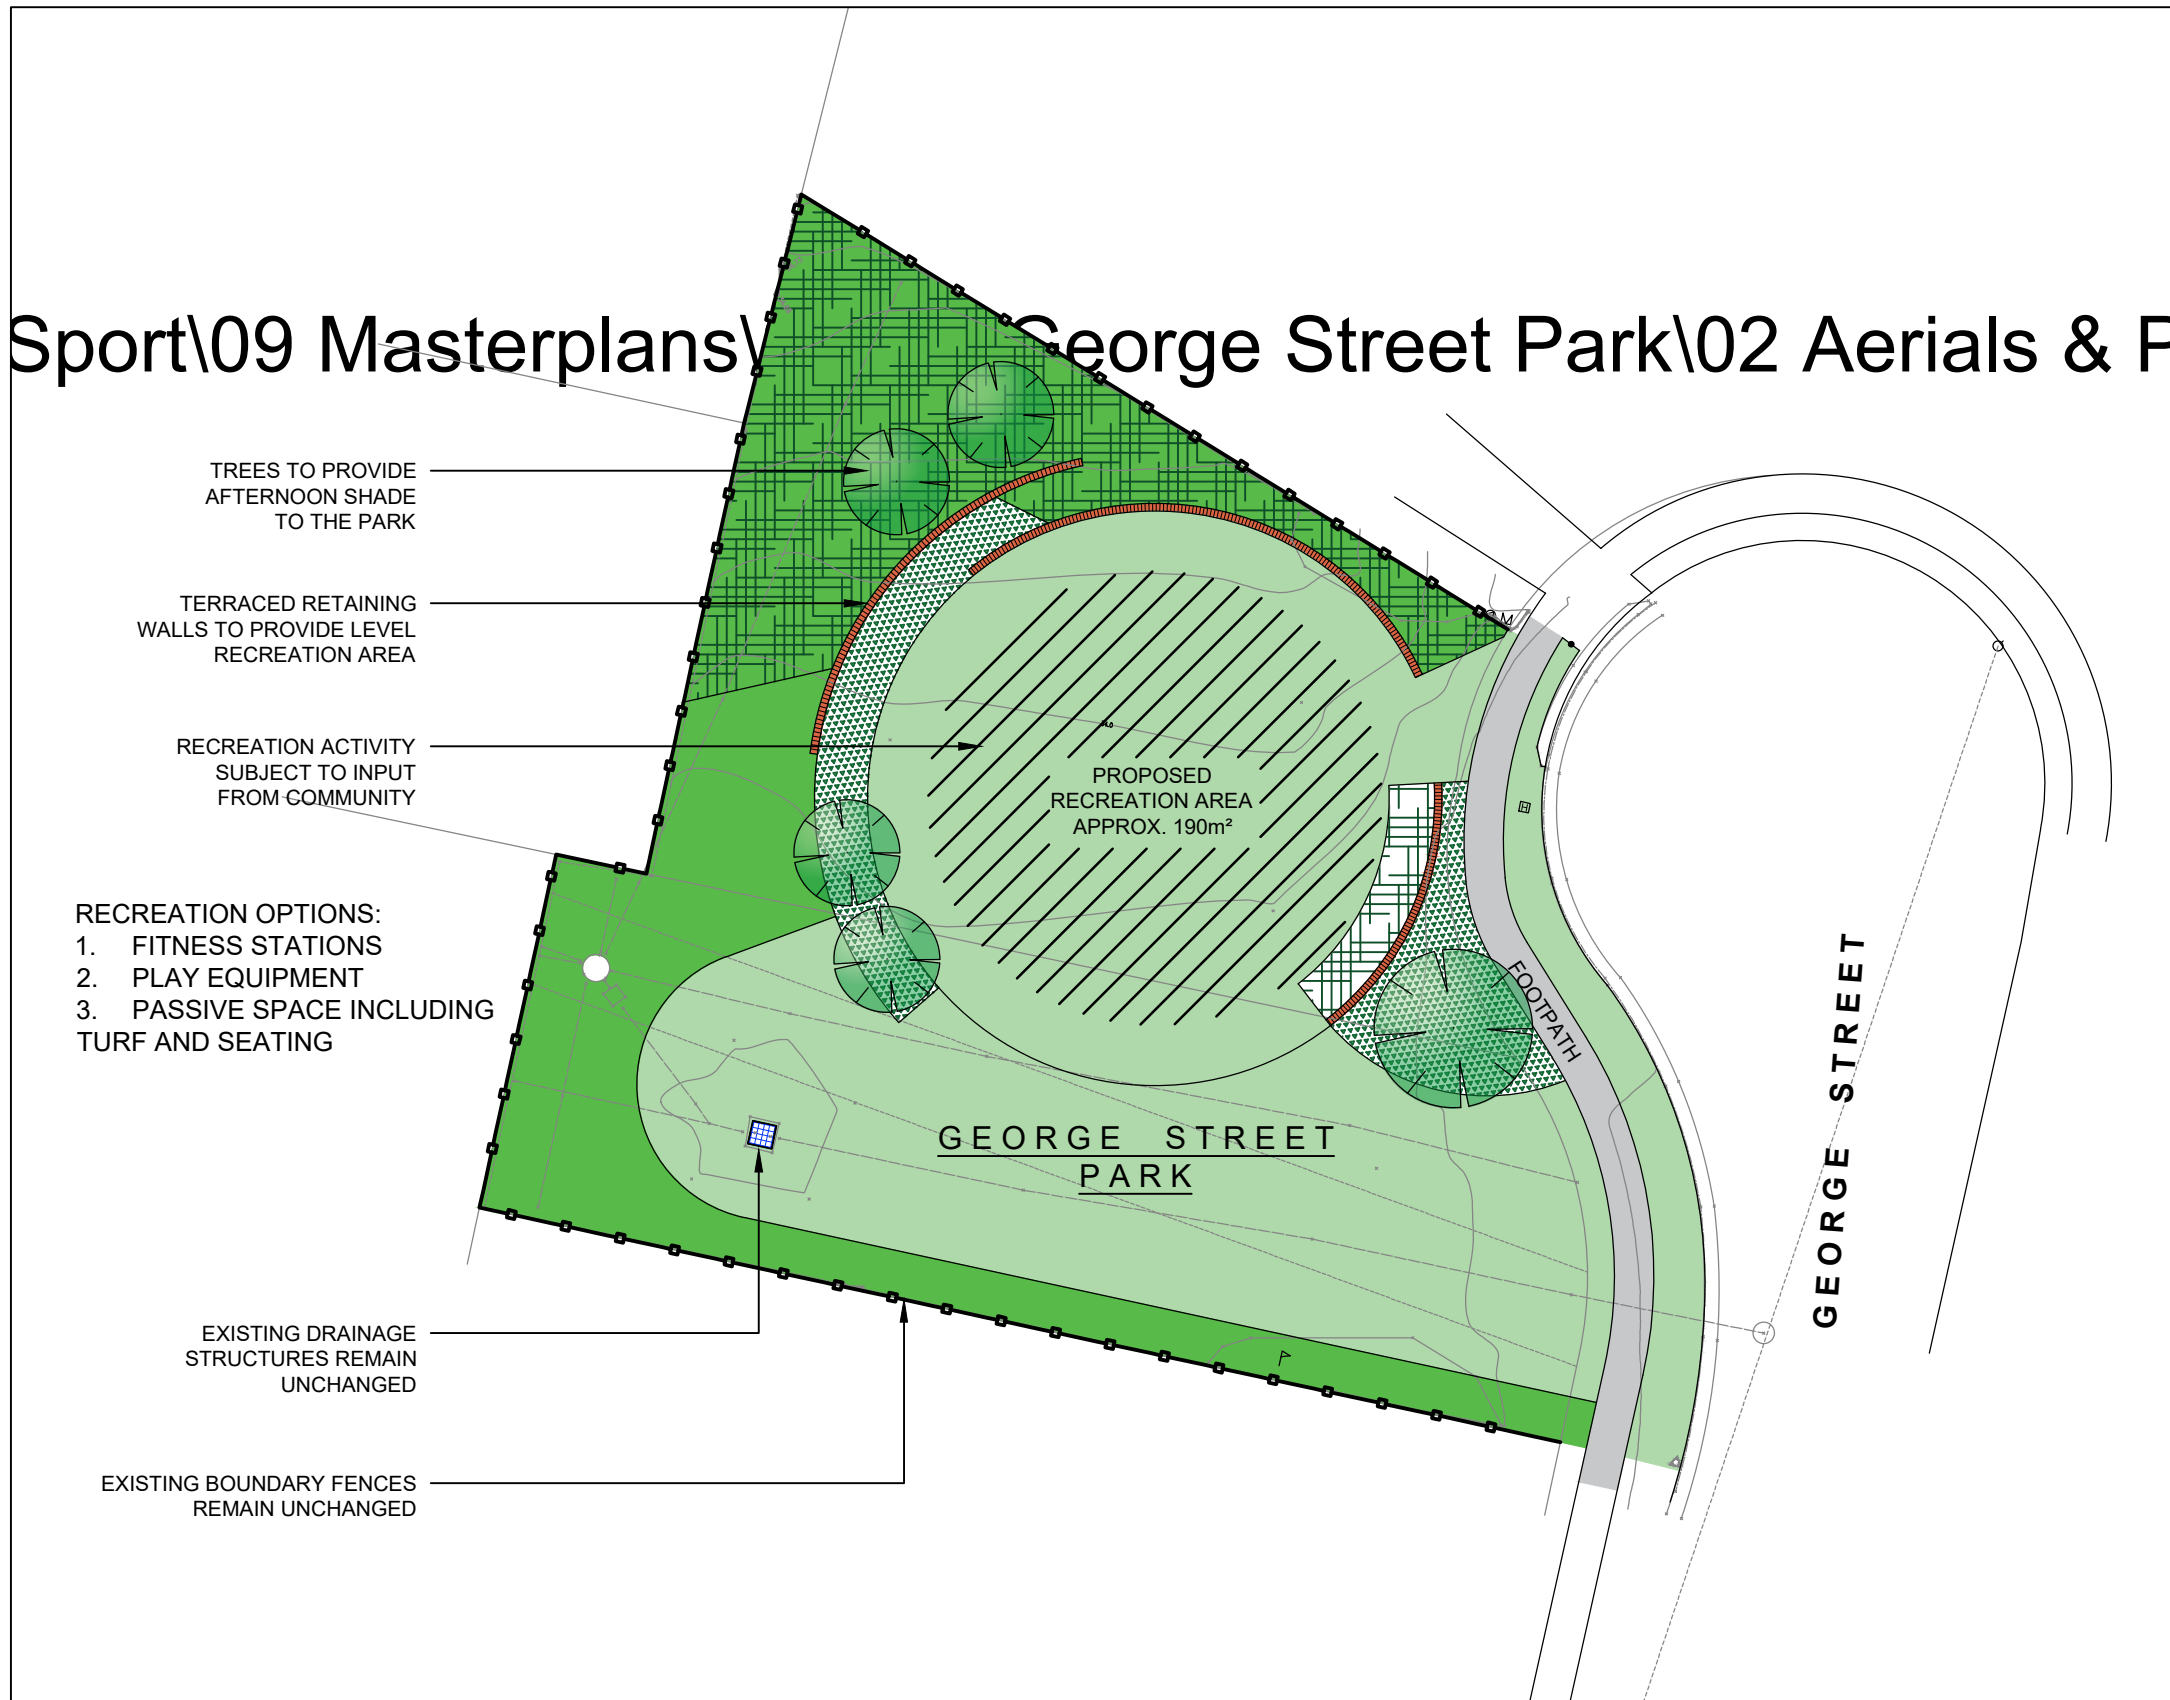 Sport\09 Masterplans\
George Street Park\02 Aerials & P
TREES TO PROVIDE
AFTERNOON SHADE
TO THE PARK
TERRACED RETAINING
WALLS TO PROVIDE LEVEL
RECREATION AREA
RECREATION ACTIVITY
SUBJECT TO INPUT
FROM COMMUNITY
PROPOSED
RECREATION AREA
APPROX. 190m²
RECREATION OPTIONS:
1. FITNESS STATIONS
2. PLAY EQUIPMENT
3. PASSIVE SPACE INCLUDING
TURF AND SEATING
FOOTPATH
GEORGE STREET
GEORGE STREET
PARK
EXISTING DRAINAGE
STRUCTURES REMAIN
UNCHANGED
EXISTING BOUNDARY FENCES
REMAIN UNCHANGED